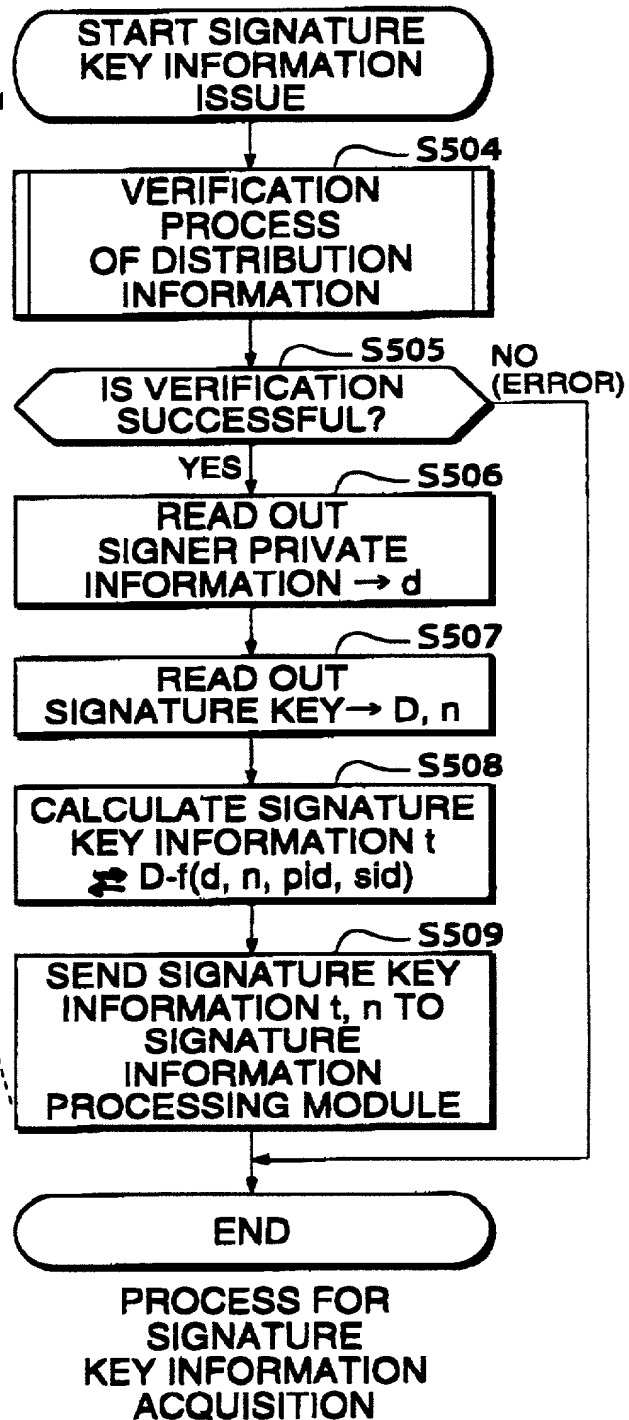 START SIGNATURE
KEY INFORMATION
ISSUE
S504
VERIFICATION
PROCESS
OF DISTRIBUTION
INFORMATION
S505
IS VERIFICATION
SUCCESSFUL?
NO
(ERROR)
YES
S506
READ OUT
SIGNER PRIVATE
INFORMATION → d
S507
READ OUT
SIGNATURE KEY→ D, n
S508
CALCULATE SIGNATURE
KEY INFORMATION t
⇄ D-f(d, n, pid, sid)
S509
SEND SIGNATURE KEY
INFORMATION t, n TO
SIGNATURE
INFORMATION
PROCESSING MODULE
END
PROCESS FOR
SIGNATURE
KEY INFORMATION
ACQUISITION